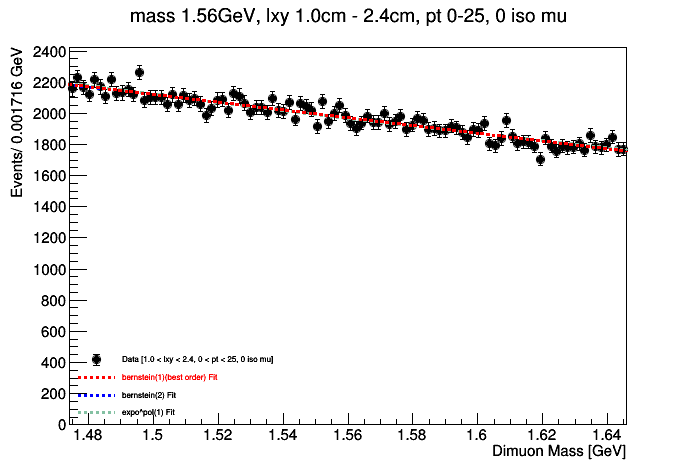 mass 1.56GeV, lxy 1.0cm - 2.4cm, pt 0-25, 0 iso mu
Events/ 0.001716 GeV
2400
2200
2000
1800
1600
1400
1200
1000
800
600
400
200
0
Data [1.0 < lxy < 2.4, 0 < pt < 25, 0 iso mu]
bernstein(1)(best order) Fit
bernstein(2) Fit
expo^pol(1) Fit
1.48 1.5 1.52 1.54 1.56 1.58 1.6 1.62 1.64
Dimuon Mass [GeV]